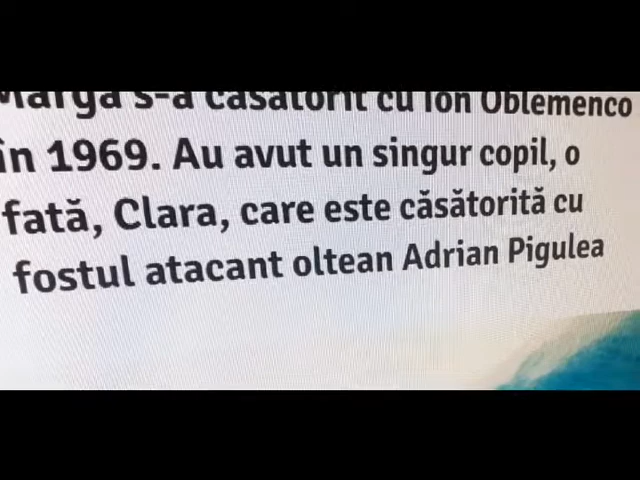 Marga s-a căsătorit cu Ion Oblemenco
în 1969. Au avut un singur copil, o
fată, Clara, care este căsătorită cu
fostul atacant oltean Adrian Pigulea